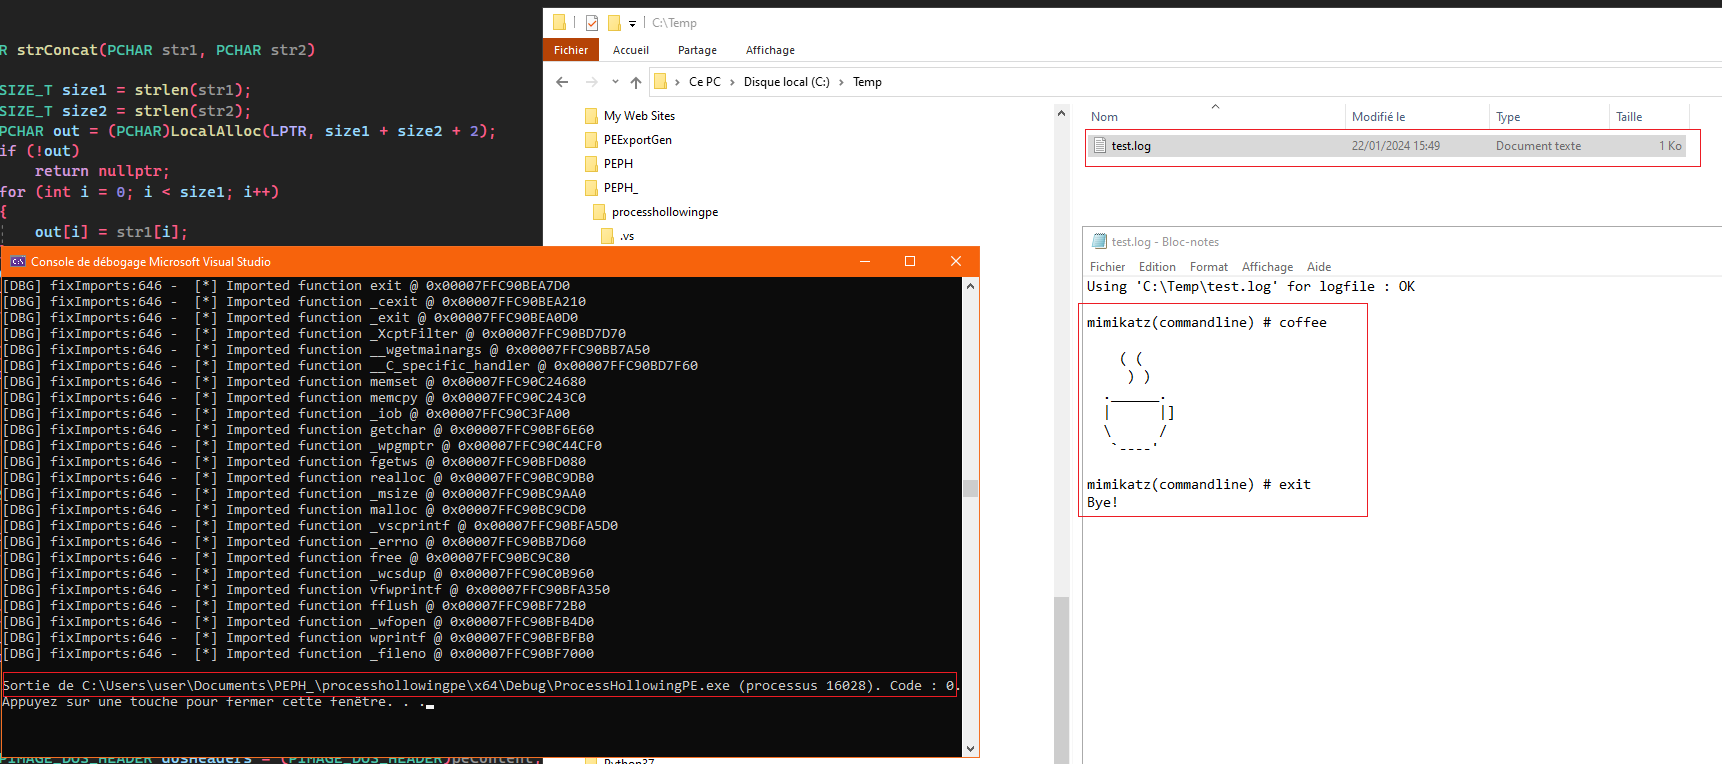 R strConcat(PCHAR str1, PCHAR str2)
SIZE_T size1 = strlen(str1);
SIZE_T size2 = strlen(str2);
PCHAR out = (PCHAR)LocalAlloc(LPTR, size1 + size2 + 2);
if (!out)
return nullptr;
for (int i = 0; i < size1; i++)
{
out[i] = str1[i];
C:\Temp
Fichier Accueil Partage Affichage
Ce PC > Disque local (C:) > Temp
My Web Sites
PEExportGen
PEPH
PEPH_
processhollowingpe
.vs
Nom Modifié le Type Taille
test.log 22/01/2024 15:49 Document texte 1 Ko
Console de débogage Microsoft Visual Studio
[DBG] fixImports:646 - [*] Imported function exit @ 0x00007FFC90BEA7D0
[DBG] fixImports:646 - [*] Imported function _cexit @ 0x00007FFC90BEA210
[DBG] fixImports:646 - [*] Imported function _exit @ 0x00007FFC90BEA0D0
[DBG] fixImports:646 - [*] Imported function _XcptFilter @ 0x00007FFC90BD7D70
[DBG] fixImports:646 - [*] Imported function __wgetmainargs @ 0x00007FFC90BB7A50
[DBG] fixImports:646 - [*] Imported function __C_specific_handler @ 0x00007FFC90BD7F60
[DBG] fixImports:646 - [*] Imported function memset @ 0x00007FFC90C24680
[DBG] fixImports:646 - [*] Imported function memcpy @ 0x00007FFC90C243C0
[DBG] fixImports:646 - [*] Imported function _iob @ 0x00007FFC90C3FA00
[DBG] fixImports:646 - [*] Imported function getchar @ 0x00007FFC90BF6E60
[DBG] fixImports:646 - [*] Imported function _wpgmptr @ 0x00007FFC90C44CF0
[DBG] fixImports:646 - [*] Imported function fgetws @ 0x00007FFC90BFD080
[DBG] fixImports:646 - [*] Imported function realloc @ 0x00007FFC90BC9DB0
[DBG] fixImports:646 - [*] Imported function _msize @ 0x00007FFC90BC9AA0
[DBG] fixImports:646 - [*] Imported function malloc @ 0x00007FFC90BC9CD0
[DBG] fixImports:646 - [*] Imported function _vscprintf @ 0x00007FFC90BFA5D0
[DBG] fixImports:646 - [*] Imported function _errno @ 0x00007FFC90BB7D60
[DBG] fixImports:646 - [*] Imported function free @ 0x00007FFC90BC9C80
[DBG] fixImports:646 - [*] Imported function _wcsdup @ 0x00007FFC90C0B960
[DBG] fixImports:646 - [*] Imported function vfwprintf @ 0x00007FFC90BFA350
[DBG] fixImports:646 - [*] Imported function fflush @ 0x00007FFC90BF72B0
[DBG] fixImports:646 - [*] Imported function _wfopen @ 0x00007FFC90BFB4D0
[DBG] fixImports:646 - [*] Imported function wprintf @ 0x00007FFC90BFBFB0
[DBG] fixImports:646 - [*] Imported function _fileno @ 0x00007FFC90BF7000
Sortie de C:\Users\user\Documents\PEPH_\processhollowingpe\x64\Debug\ProcessHollowingPE.exe (processus 16028). Code : 0.
Appuyez sur une touche pour fermer cette fenêtre. . .
test.log - Bloc-notes
Fichier Edition Format Affichage Aide
Using 'C:\Temp\test.log' for logfile : OK
mimikatz(commandline) # coffee
    ( (
     ) )
  .______.
  |      |]
  \      /
   `----'
mimikatz(commandline) # exit
Bye!
PIMAGE_DOS_HEADER dosHeaders = (PIMAGE_DOS_HEADER)peContent;
Python37